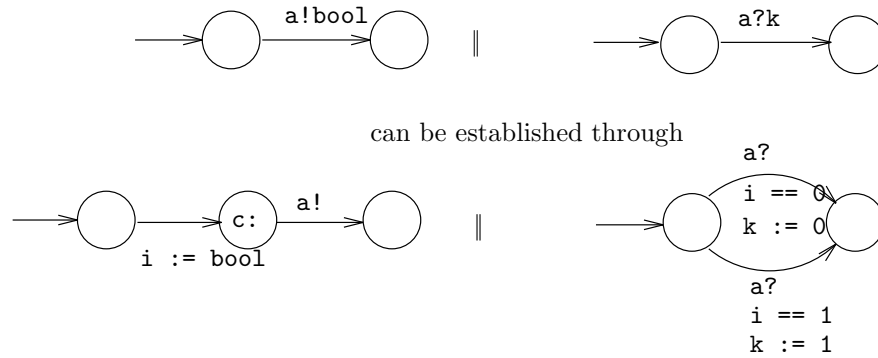 a!bool
∥
a?k
can be established through
c:
a!
i := bool
∥
a?
i == 0
k := 0
a?
i == 1
k := 1